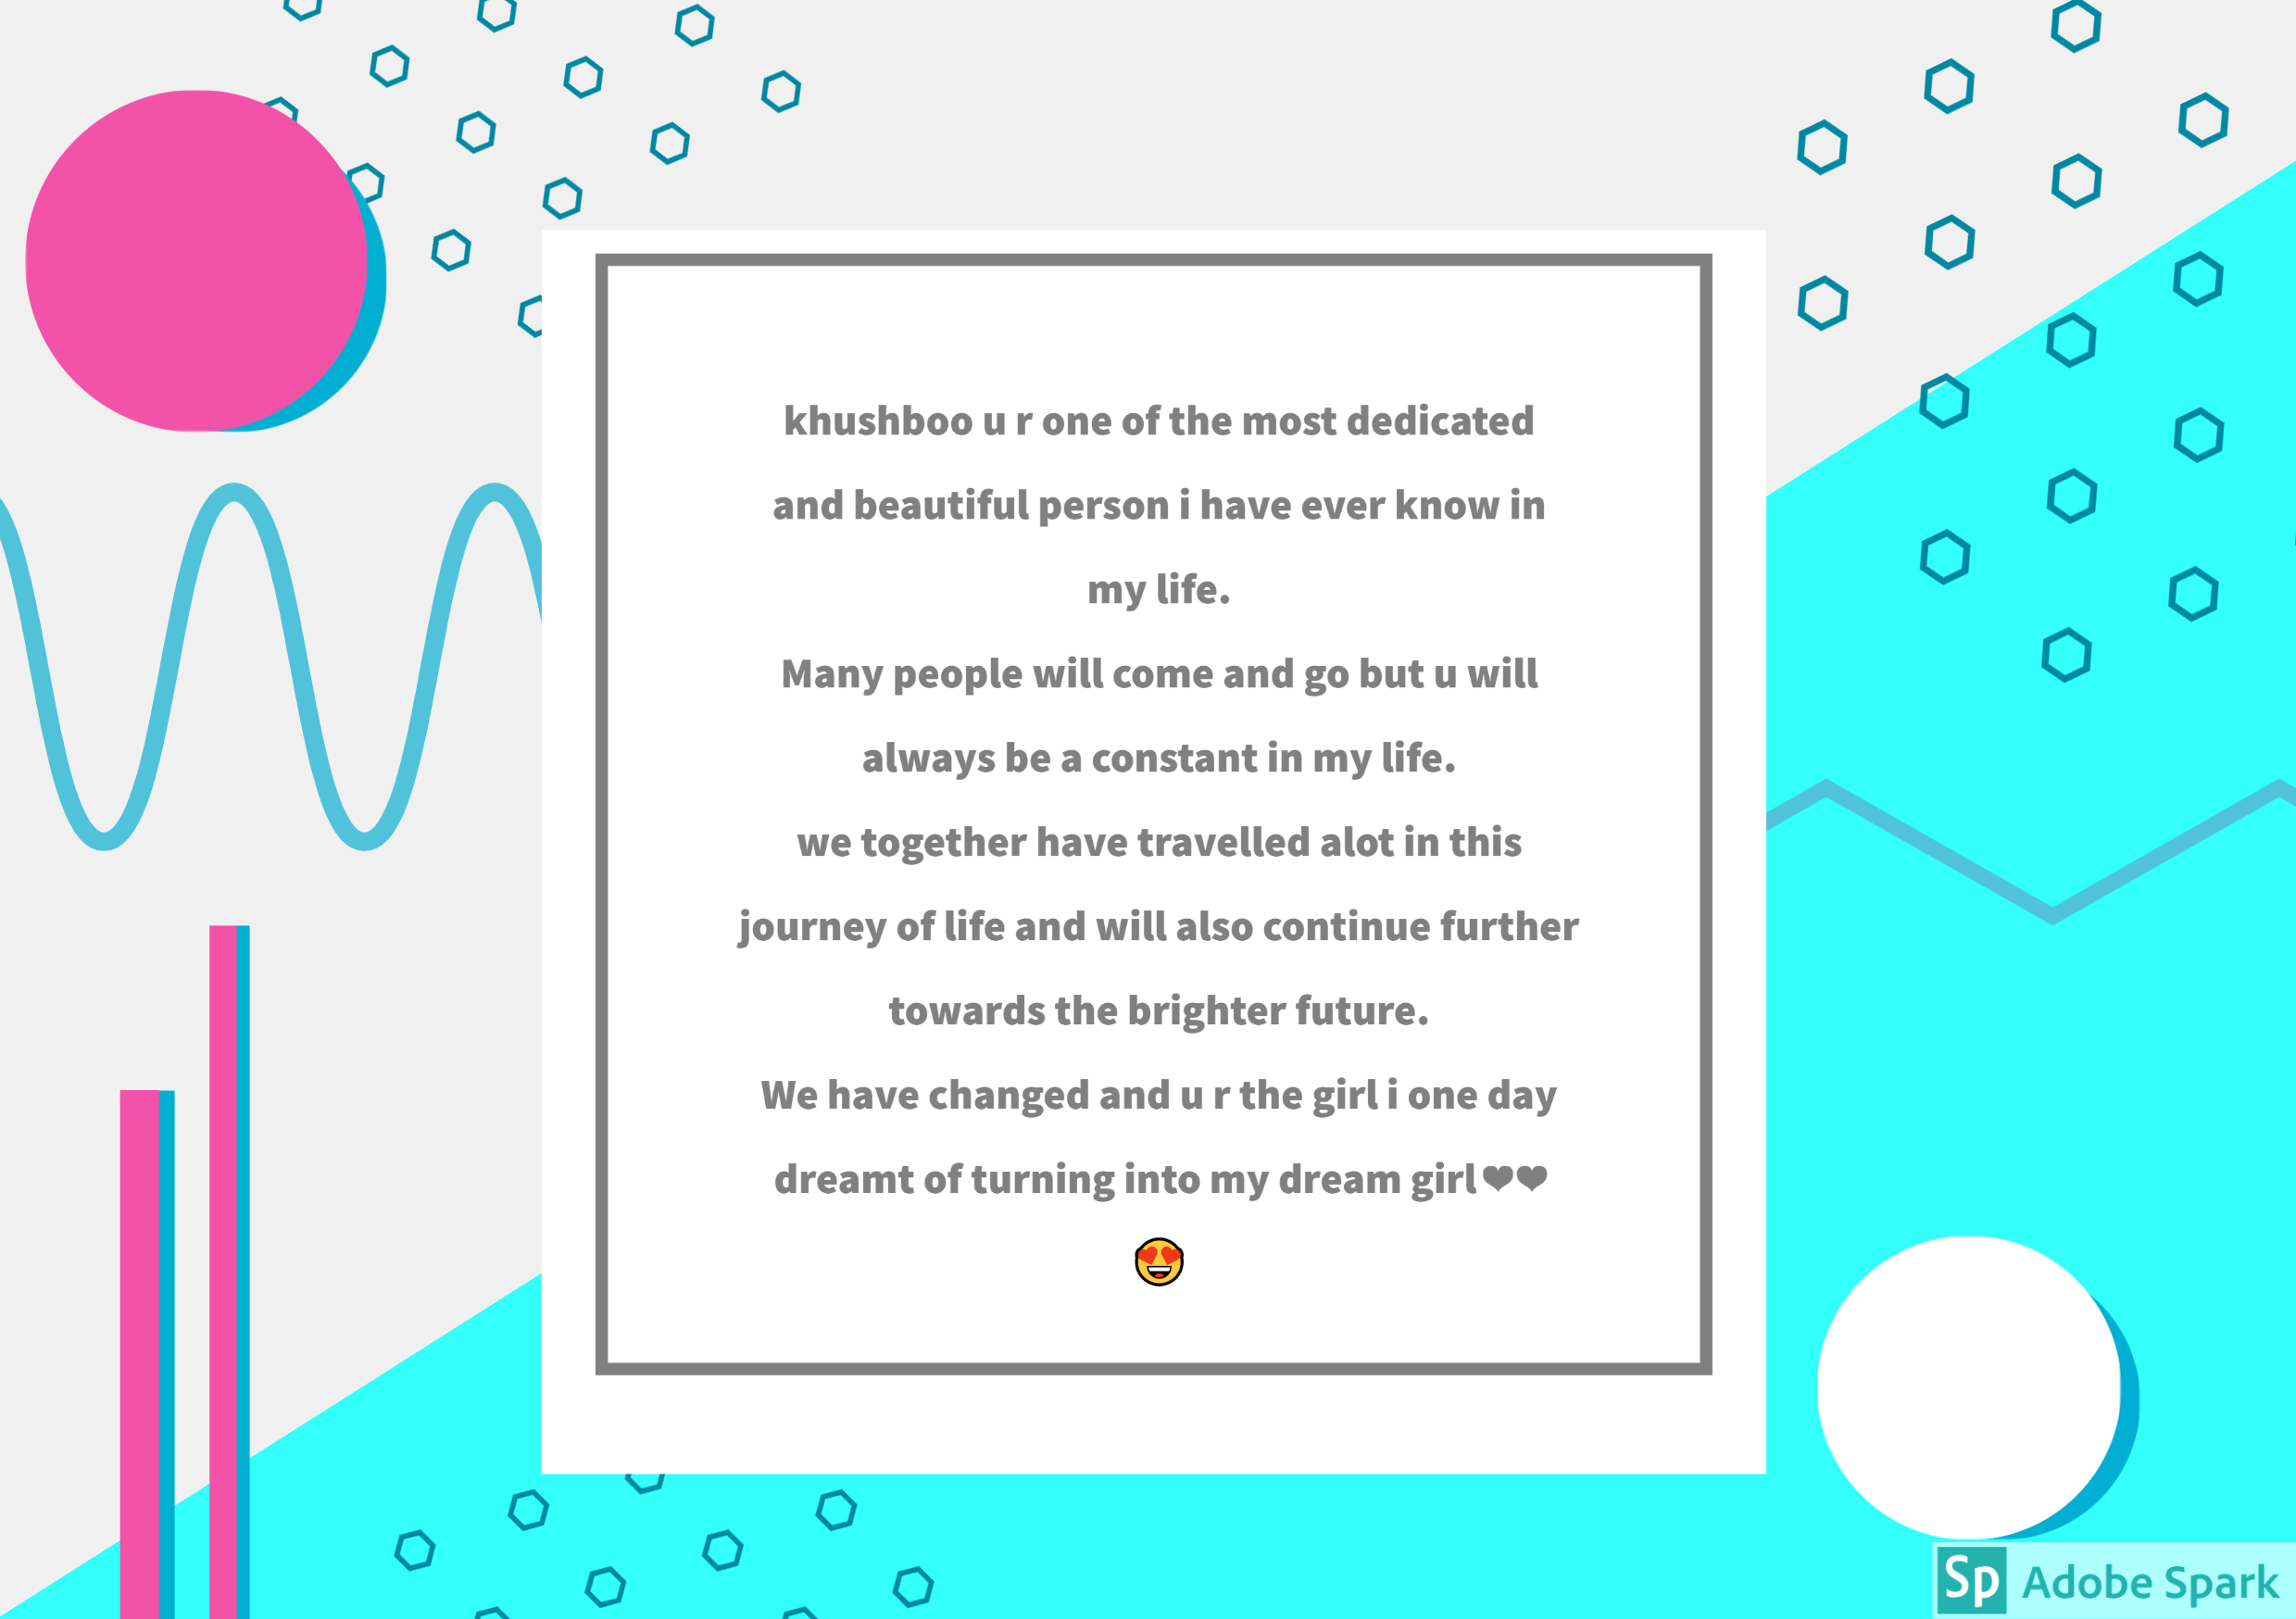 khushboo u r one of the most dedicated
and beautiful person i have ever know in
my life.
Many people will come and go but u will
always be a constant in my life.
we together have travelled alot in this
journey of life and will also continue further
towards the brighter future.
We have changed and u r the girl i one day
dreamt of turning into my dream girl❤❤
😍
Sp Adobe Spark